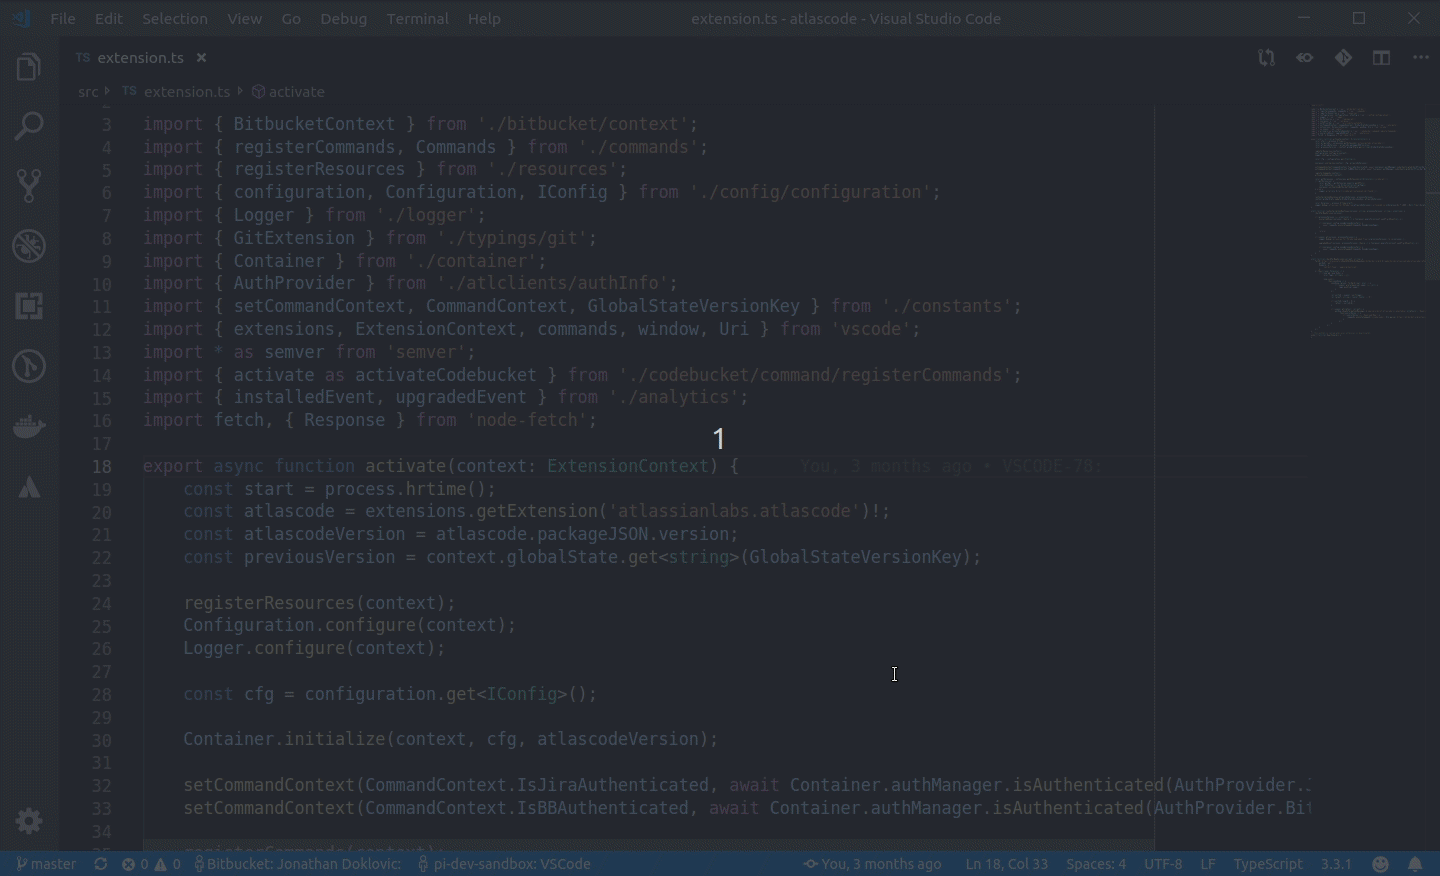 File Edit Selection View Go Debug Terminal Help extension.ts - atlascode - Visual Studio Code
TS extension.ts
src TS extension.ts activate
3 import { BitbucketContext } from './bitbucket/context';
4 import { registerCommands, Commands } from './commands';
5 import { registerResources } from './resources';
6 import { configuration, Configuration, IConfig } from './config/configuration';
7 import { Logger } from './logger';
8 import { GitExtension } from './typings/git';
9 import { Container } from './container';
10 import { AuthProvider } from './atlclients/authInfo';
11 import { setCommandContext, CommandContext, GlobalStateVersionKey } from './constants';
12 import { extensions, ExtensionContext, commands, window, Uri } from 'vscode';
13 import * as semver from 'semver';
14 import { activate as activateCodebucket } from './codebucket/command/registerCommands';
15 import { installedEvent, upgradedEvent } from './analytics';
16 import fetch, { Response } from 'node-fetch';
17
1
18 export async function activate(context: ExtensionContext) { You, 3 months ago • VSCODE-78:
19 const start = process.hrtime();
20 const atlascode = extensions.getExtension('atlassianlabs.atlascode')!;
21 const atlascodeVersion = atlascode.packageJSON.version;
22 const previousVersion = context.globalState.get<string>(GlobalStateVersionKey);
23
24 registerResources(context);
25 Configuration.configure(context);
26 Logger.configure(context);
27
28 const cfg = configuration.get<IConfig>();
29
30 Container.initialize(context, cfg, atlascodeVersion);
31
32 setCommandContext(CommandContext.IsJiraAuthenticated, await Container.authManager.isAuthenticated(AuthProvider.
33 setCommandContext(CommandContext.IsBBAuthenticated, await Container.authManager.isAuthenticated(AuthProvider.Bit
34
master 0 0 Bitbucket: Jonathan Doklovic: pi-dev-sandbox: VSCode You, 3 months ago Ln 18, Col 33 Spaces: 4 UTF-8 LF TypeScript 3.3.1